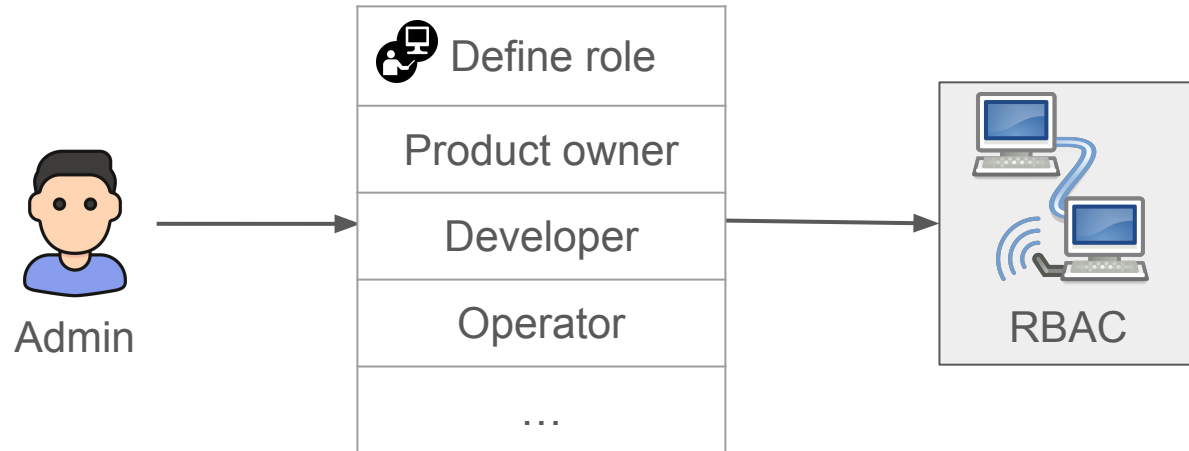 Define role
Product owner
Developer
Operator
...
Admin
RBAC